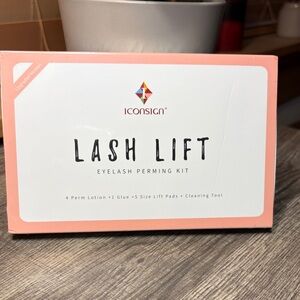 ICONSIGN®
LASH LIFT
EYELASH PERMING KIT
4 Perm Lotion • 1 Glue • 5 Size Lift Pads • Cleaning Tool